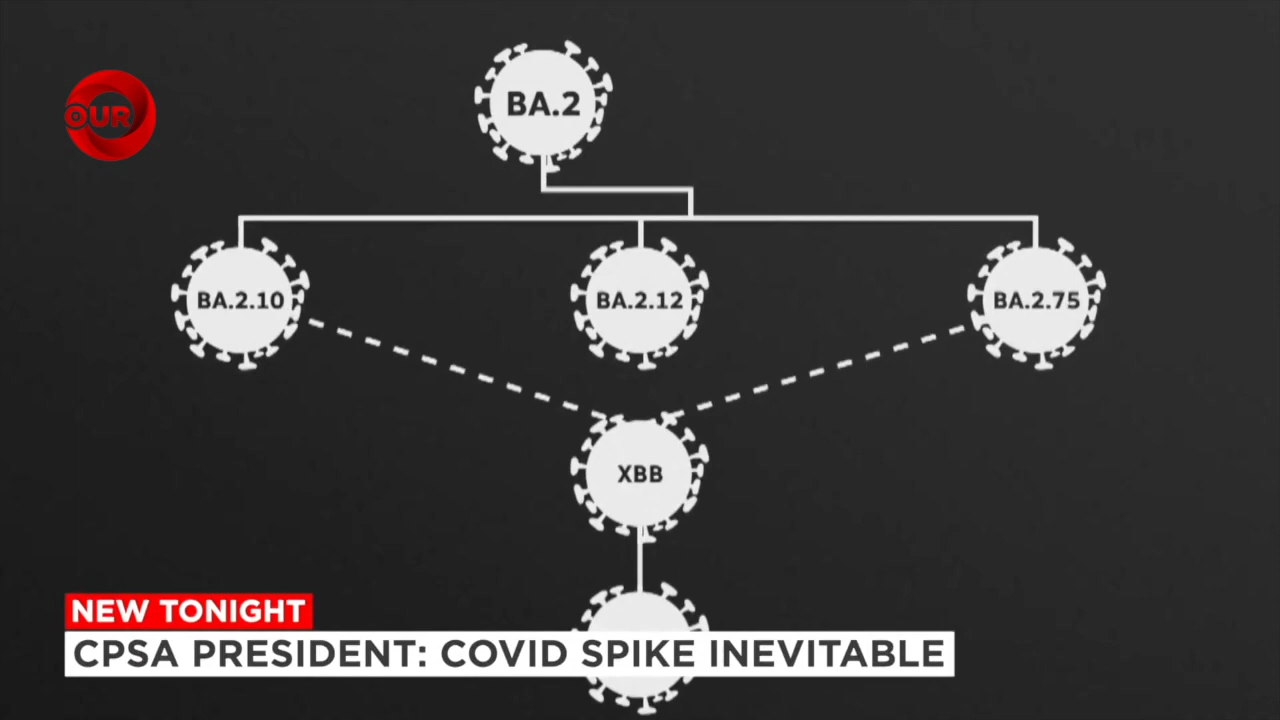 BA.2
OUR
BA.2.10
BA.2.12
BA.2.75
XBB
NEW TONIGHT
CPSA PRESIDENT: COVID SPIKE INEVITABLE